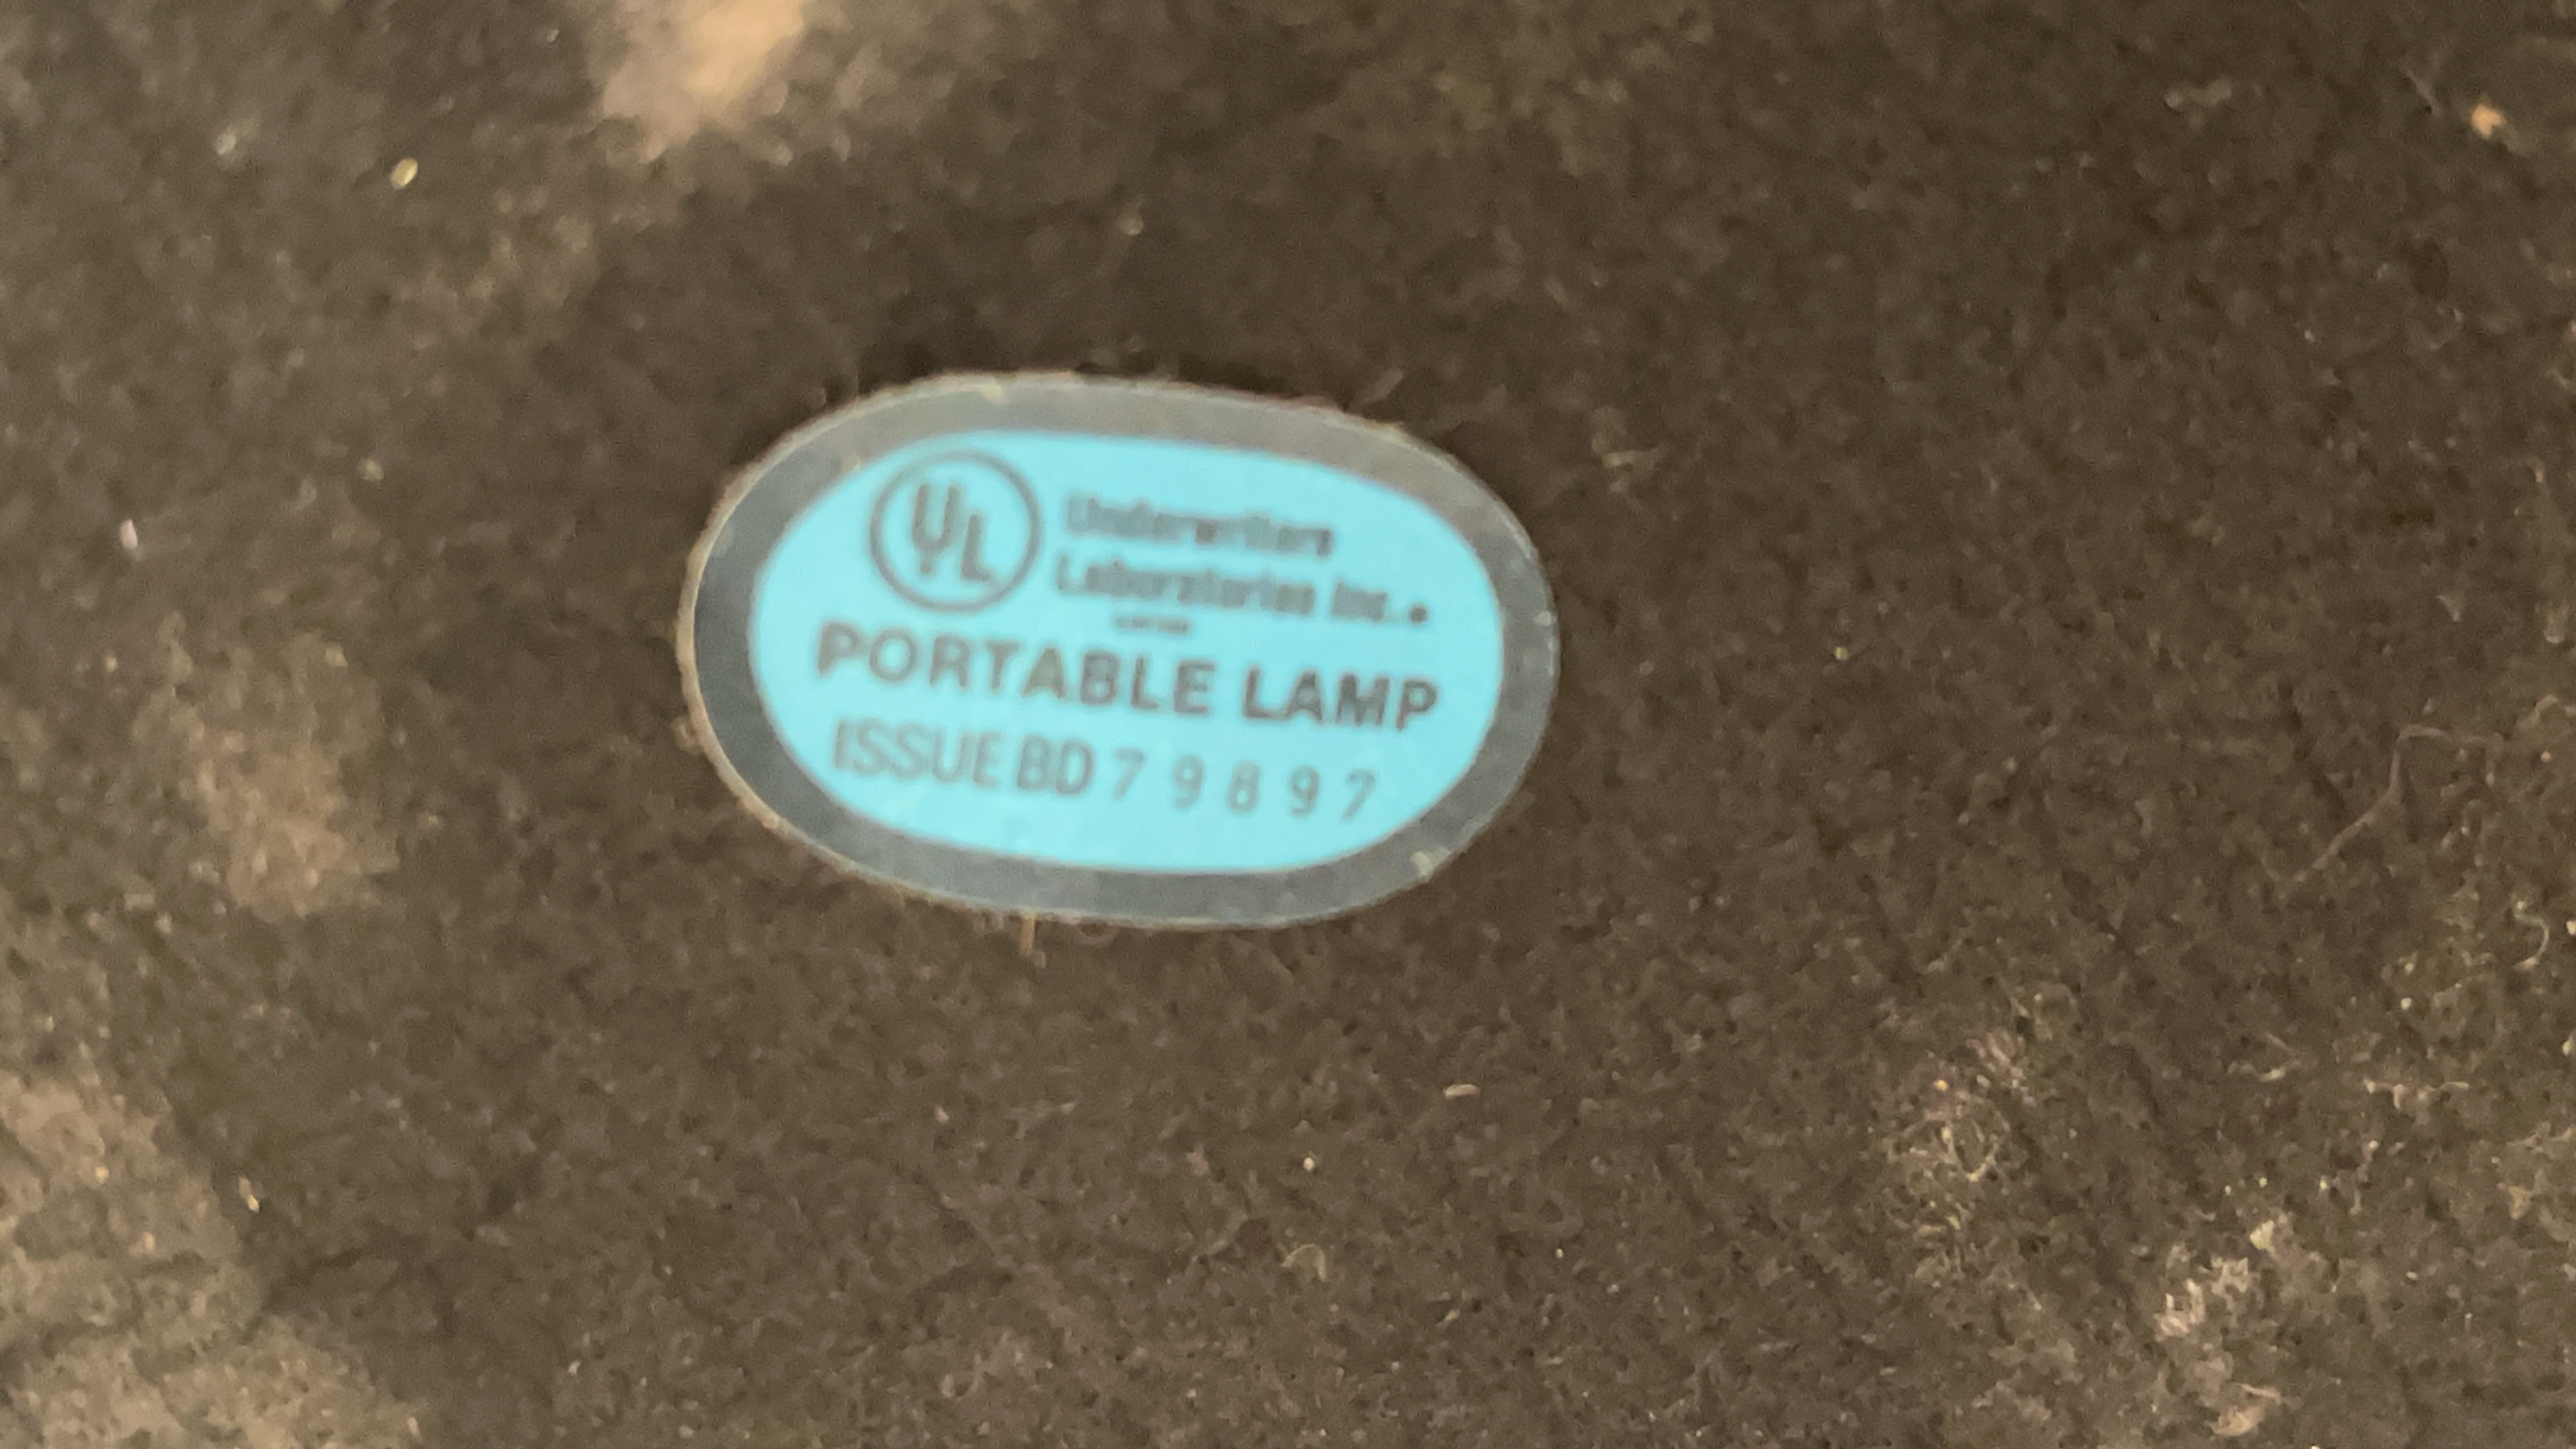 UL
Underwriters
Laboratories Inc.®
PORTABLE LAMP
ISSUE BD 79897